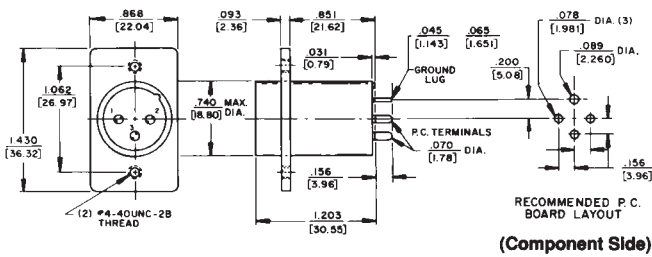 .868
[22.04]
.093
[2.36]
.851
[21.62]
.031
[0.79]
.045
[1.143]
.065
[1.651]
GROUND
LUG
.078 DIA. (3)
[1.981]
.089 DIA.
[2.260]
.200
[5.08]
1.062
[26.97]
1.430
[36.32]
1
2
3
.740 MAX.
[18.80] DIA.
P.C. TERMINALS
.070 DIA.
[1.78]
.156
[3.96]
.156
[3.96]
1.203
[30.55]
(2) #4-40UNC-2B
THREAD
RECOMMENDED P.C.
BOARD LAYOUT
(Component Side)